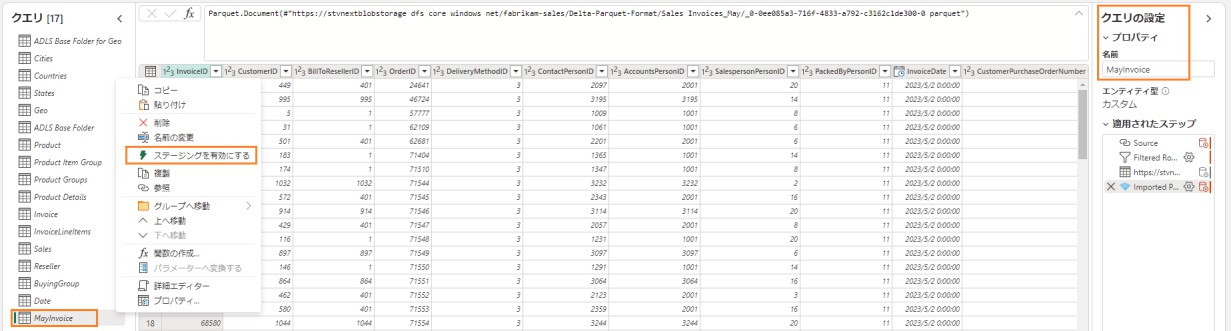 クエリ [17]
ADLS Base Folder for Geo
Cities
Countries
States
Geo
ADLS Base Folder
Product
Product Item Group
Product Groups
Product Details
Invoice
InvoiceLineItems
Sales
Reseller
BuyingGroup
Date
MayInvoice
コピー
貼り付け
削除
名前の変更
ステージングを有効にする
複製
参照
グループへ移動
上へ移動
下へ移動
関数の作成...
パラメーターへ変換する
詳細エディター
プロパティ...
fx Parquet.Document(#"https://stvnextblobstorage dfs core windows net/fabrikam-sales/Delta-Parquet-Format/Sales Invoices_May/_0-0ee085a3-716f-4833-a792-c3162c1de300-0 parquet")
InvoiceID CustomerID BillToResellerID OrderID DeliveryMethodID ContactPersonID AccountsPersonID SalespersonPersonID PackedByPersonID InvoiceDate CustomerPurchaseOrderNumber
449 401 24641 3 2097 2001 20 11 2023/5/2 0:00:00
995 995 46724 3 3195 3195 14 11 2023/5/2 0:00:00
5 1 57777 3 1009 1001 8 11 2023/5/2 0:00:00
31 1 62109 3 1061 1001 6 11 2023/5/2 0:00:00
501 401 62681 3 2201 2001 6 11 2023/5/2 0:00:00
183 1 71404 3 1365 1001 14 11 2023/5/2 0:00:00
174 1 71510 3 1347 1001 8 11 2023/5/2 0:00:00
1032 1032 71544 3 3232 3232 2 11 2023/5/2 0:00:00
572 401 71545 3 2343 2001 16 11 2023/5/2 0:00:00
914 914 71546 3 3114 3114 20 11 2023/5/2 0:00:00
429 401 71547 3 2057 2001 8 11 2023/5/2 0:00:00
116 1 71548 3 1231 1001 20 11 2023/5/2 0:00:00
897 897 71549 3 3097 3097 6 11 2023/5/2 0:00:00
146 1 71550 3 1291 1001 14 11 2023/5/2 0:00:00
864 864 71551 3 3064 3064 16 11 2023/5/2 0:00:00
462 401 71552 3 2123 2001 3 11 2023/5/2 0:00:00
580 401 71553 3 2359 2001 16 11 2023/5/2 0:00:00
18 68580 1044 1044 71554 3 3244 3244 20 11 2023/5/2 0:00:00
クエリの設定
プロパティ
名前
MayInvoice
エンティティ型
カスタム
適用されたステップ
Source
Filtered Ro...
https://stvn...
Imported P...